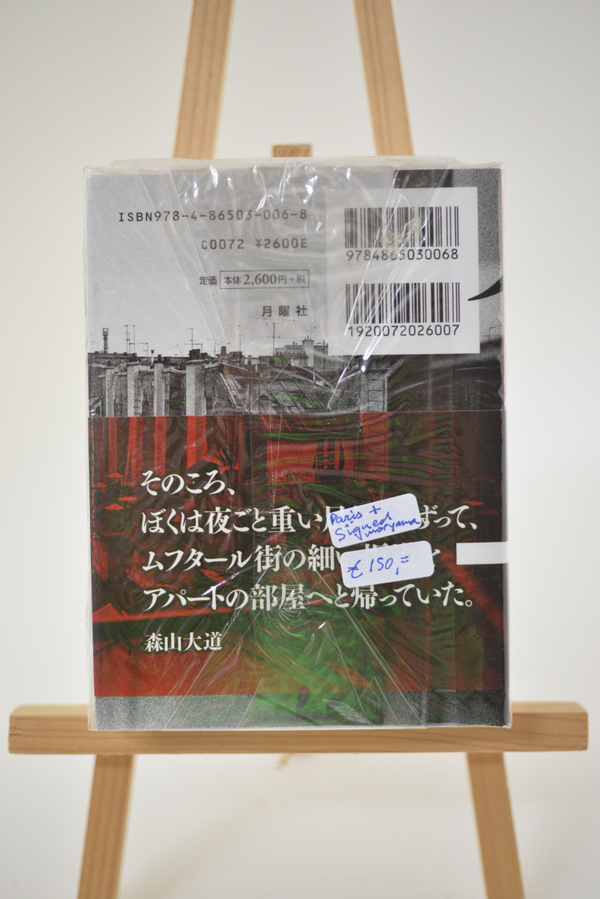 ISBN978-4-86503-006-8
C0072 ¥2600E
定価 本体2,600円+税
月曜社
9784865030068
1920072026007
そのころ、
ぼくは夜ごと重い ずって、
ムフタール街の細い
アパートの部屋へと帰っていた。
森山大道
Paris +
Signed
moryama
€ 150,=